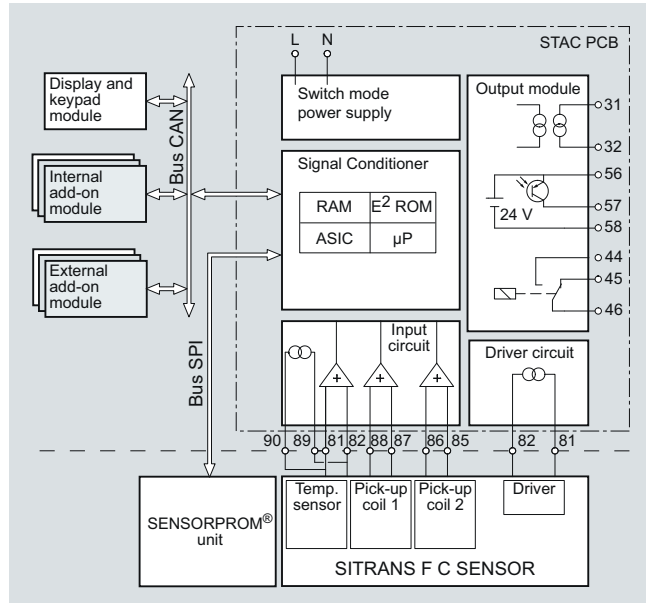 L N
STAC PCB
Display and
keypad
module
Bus CAN
Internal
add-on
module
External
add-on
module
Bus SPI
Switch mode
power supply
Output module
31
32
56
57
58
24 V
44
45
46
Signal Conditioner
RAM E2 ROM
ASIC µP
Input
circuit
Driver circuit
90 89 81 82 88 87 86 85 82 81
SENSORPROM®
unit
Temp.
sensor
Pick-up
coil 1
Pick-up
coil 2
Driver
SITRANS F C SENSOR